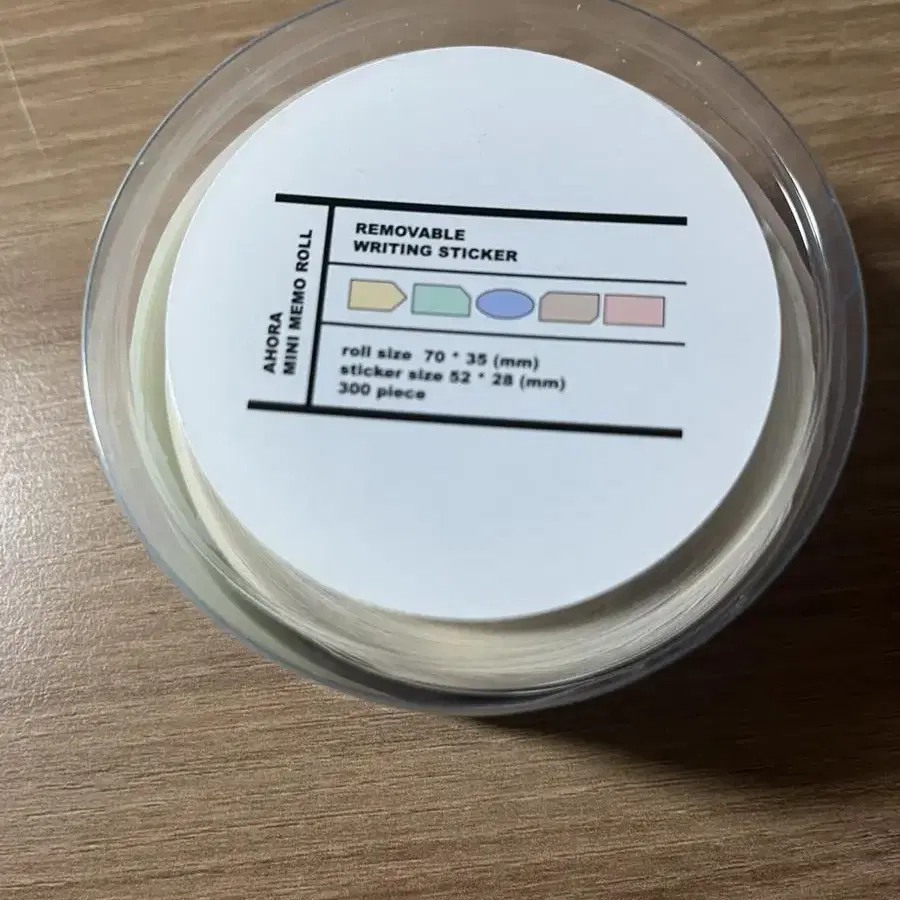 AHORA
MINI MEMO ROLL
REMOVABLE
WRITING STICKER
roll size 70 * 35 (mm)
sticker size 52 * 28 (mm)
300 piece